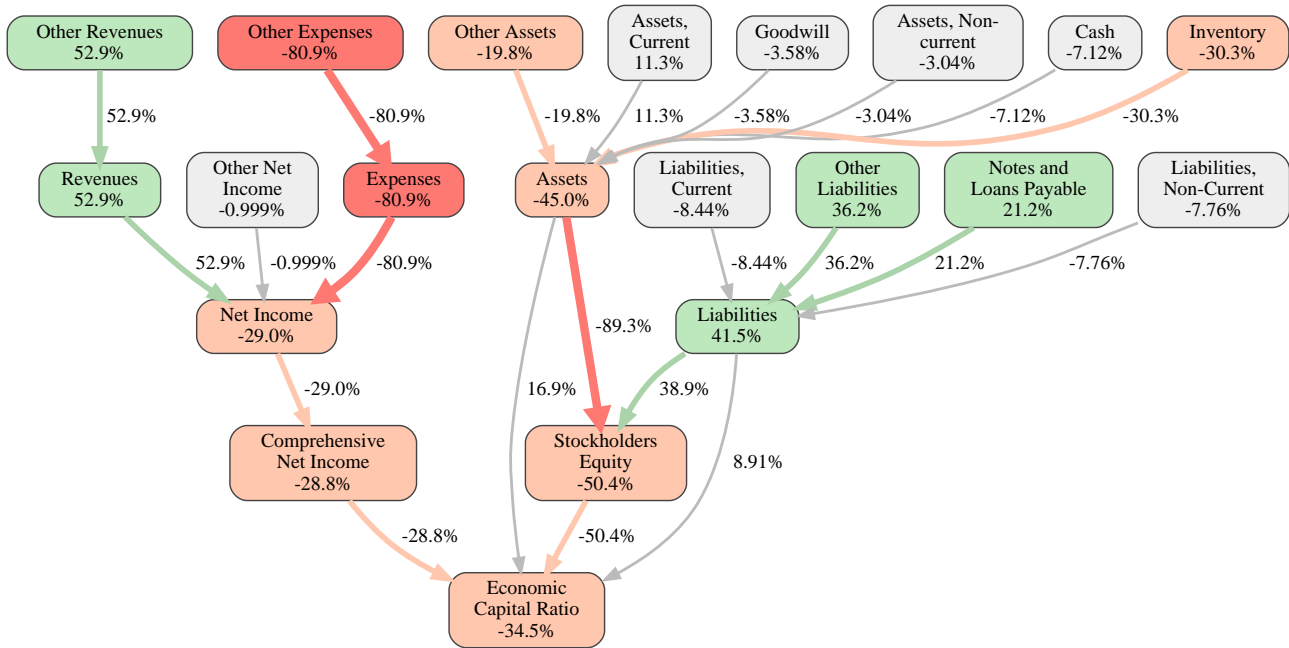 Other Revenues
52.9%
Other Expenses
-80.9%
Other Assets
-19.8%
Assets,
Current
11.3%
Goodwill
-3.58%
Assets, Non-
current
-3.04%
Cash
-7.12%
Inventory
-30.3%
52.9%
-80.9%
-19.8%
11.3%
-3.58%
-3.04%
-7.12%
-30.3%
Revenues
52.9%
Other Net
Income
-0.999%
Expenses
-80.9%
Assets
-45.0%
Liabilities,
Current
-8.44%
Other
Liabilities
36.2%
Notes and
Loans Payable
21.2%
Liabilities,
Non-Current
-7.76%
52.9%
-0.999%
-80.9%
-8.44%
36.2%
21.2%
-7.76%
Net Income
-29.0%
-89.3%
Liabilities
41.5%
-29.0%
16.9%
38.9%
Comprehensive
Net Income
-28.8%
Stockholders
Equity
-50.4%
8.91%
-28.8%
-50.4%
Economic
Capital Ratio
-34.5%